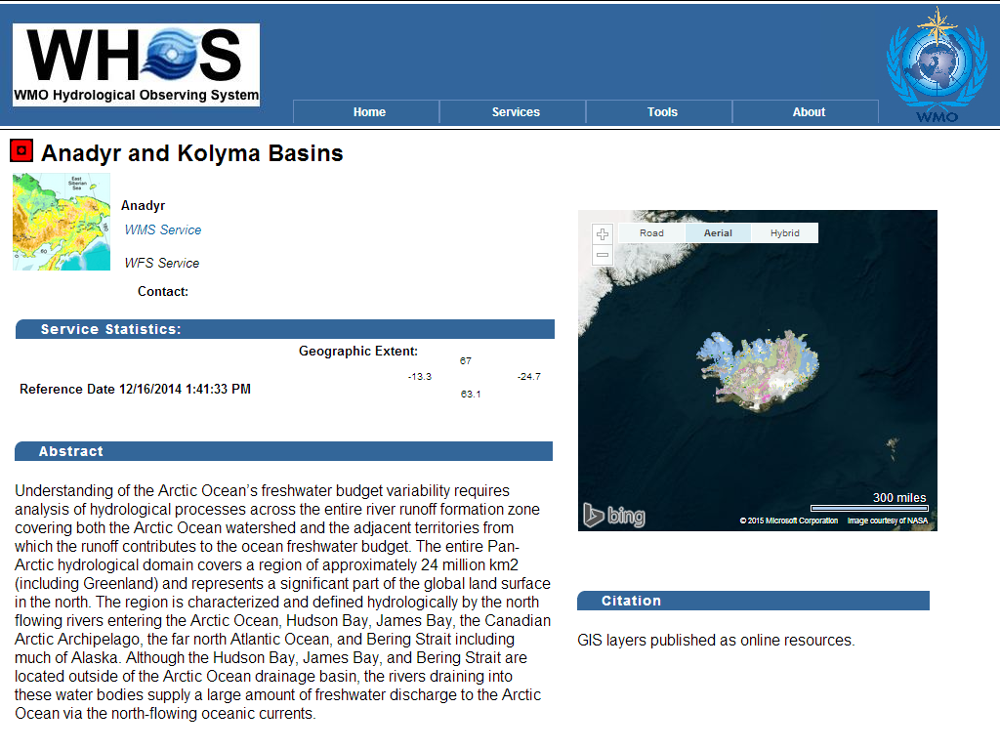 WHOS
WMO Hydrological Observing System
WMO
Home Services Tools About
Anadyr and Kolyma Basins
East
Siberian
Sea
60
Anadyr
WMS Service
WFS Service
Contact:
Service Statistics:
Geographic Extent:
67
-13.3 -24.7
63.1
Reference Date 12/16/2014 1:41:33 PM
Road Aerial Hybrid
300 miles
bing
© 2015 Microsoft Corporation Image courtesy of NASA
Abstract
Understanding of the Arctic Ocean’s freshwater budget variability requires
analysis of hydrological processes across the entire river runoff formation zone
covering both the Arctic Ocean watershed and the adjacent territories from
which the runoff contributes to the ocean freshwater budget. The entire Pan-
Arctic hydrological domain covers a region of approximately 24 million km2
(including Greenland) and represents a significant part of the global land surface
in the north. The region is characterized and defined hydrologically by the north
flowing rivers entering the Arctic Ocean, Hudson Bay, James Bay, the Canadian
Arctic Archipelago, the far north Atlantic Ocean, and Bering Strait including
much of Alaska. Although the Hudson Bay, James Bay, and Bering Strait are
located outside of the Arctic Ocean drainage basin, the rivers draining into
these water bodies supply a large amount of freshwater discharge to the Arctic
Ocean via the north-flowing oceanic currents.
Citation
GIS layers published as online resources.